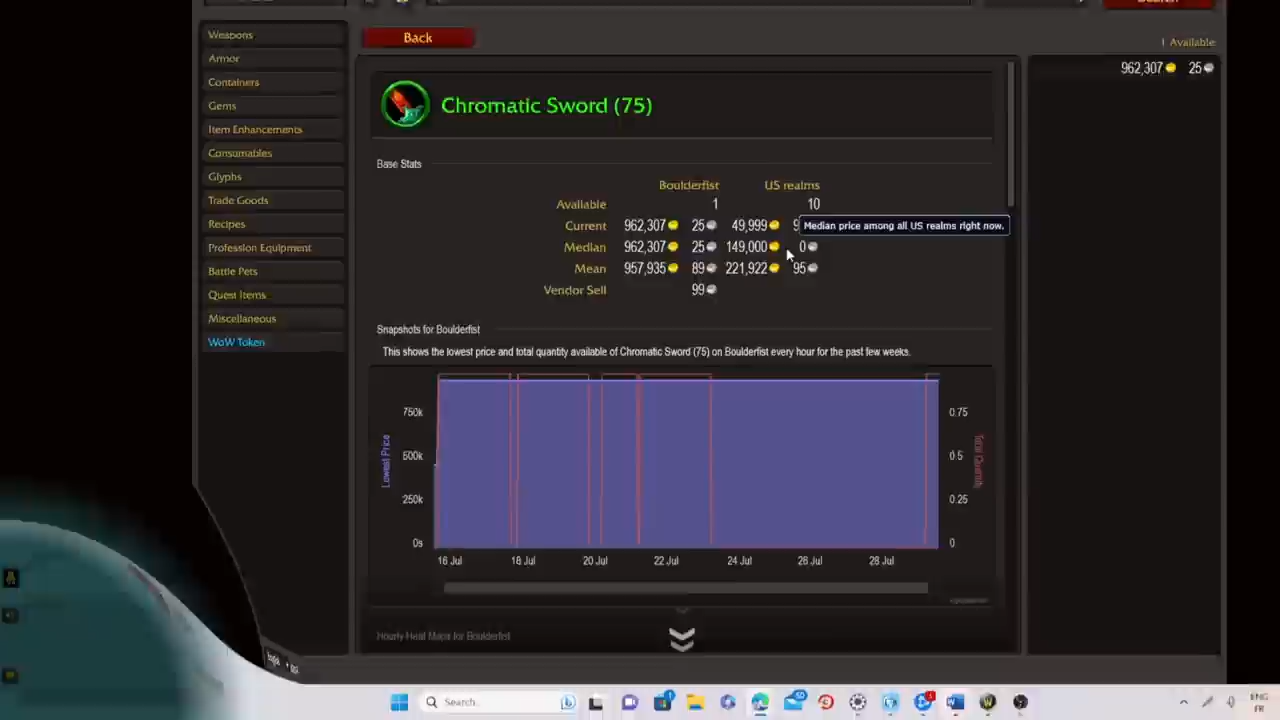 Weapons
Armor
Containers
Gems
Item Enhancements
Consumables
Glyphs
Trade Goods
Recipes
Profession Equipment
Battle Pets
Quest Items
Miscellaneous
WoW Token
Back
Chromatic Sword (75)
Base Stats
Boulderfist US realms
Available 1 10
Current 962,307 25 49,999 9
Median price among all US realms right now.
Median 962,307 25 149,000 0
Mean 957,935 89 221,922 95
Vendor Sell 99
Snapshots for Boulderfist
This shows the lowest price and total quantity available of Chromatic Sword (75) on Boulderfist every hour for the past few weeks.
Lowest Price
750k
500k
250k
0s
0.75
0.5
0.25
0
Total Quantity
16 Jul 18 Jul 20 Jul 22 Jul 24 Jul 26 Jul 28 Jul
Hourly Heat Maps for Boulderfist
1 Available
962,307 25
Search
ENG
FR